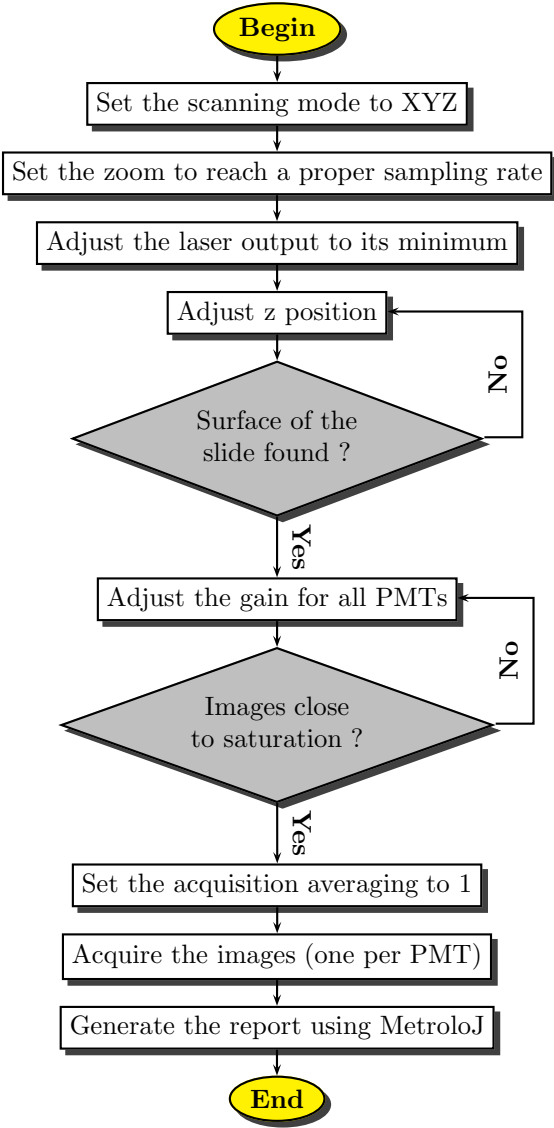 Begin
Set the scanning mode to XYZ
Set the zoom to reach a proper sampling rate
Adjust the laser output to its minimum
Adjust z position
No
Surface of the
slide found ?
Yes
Adjust the gain for all PMTs
No
Images close
to saturation ?
Yes
Set the acquisition averaging to 1
Acquire the images (one per PMT)
Generate the report using MetroloJ
End